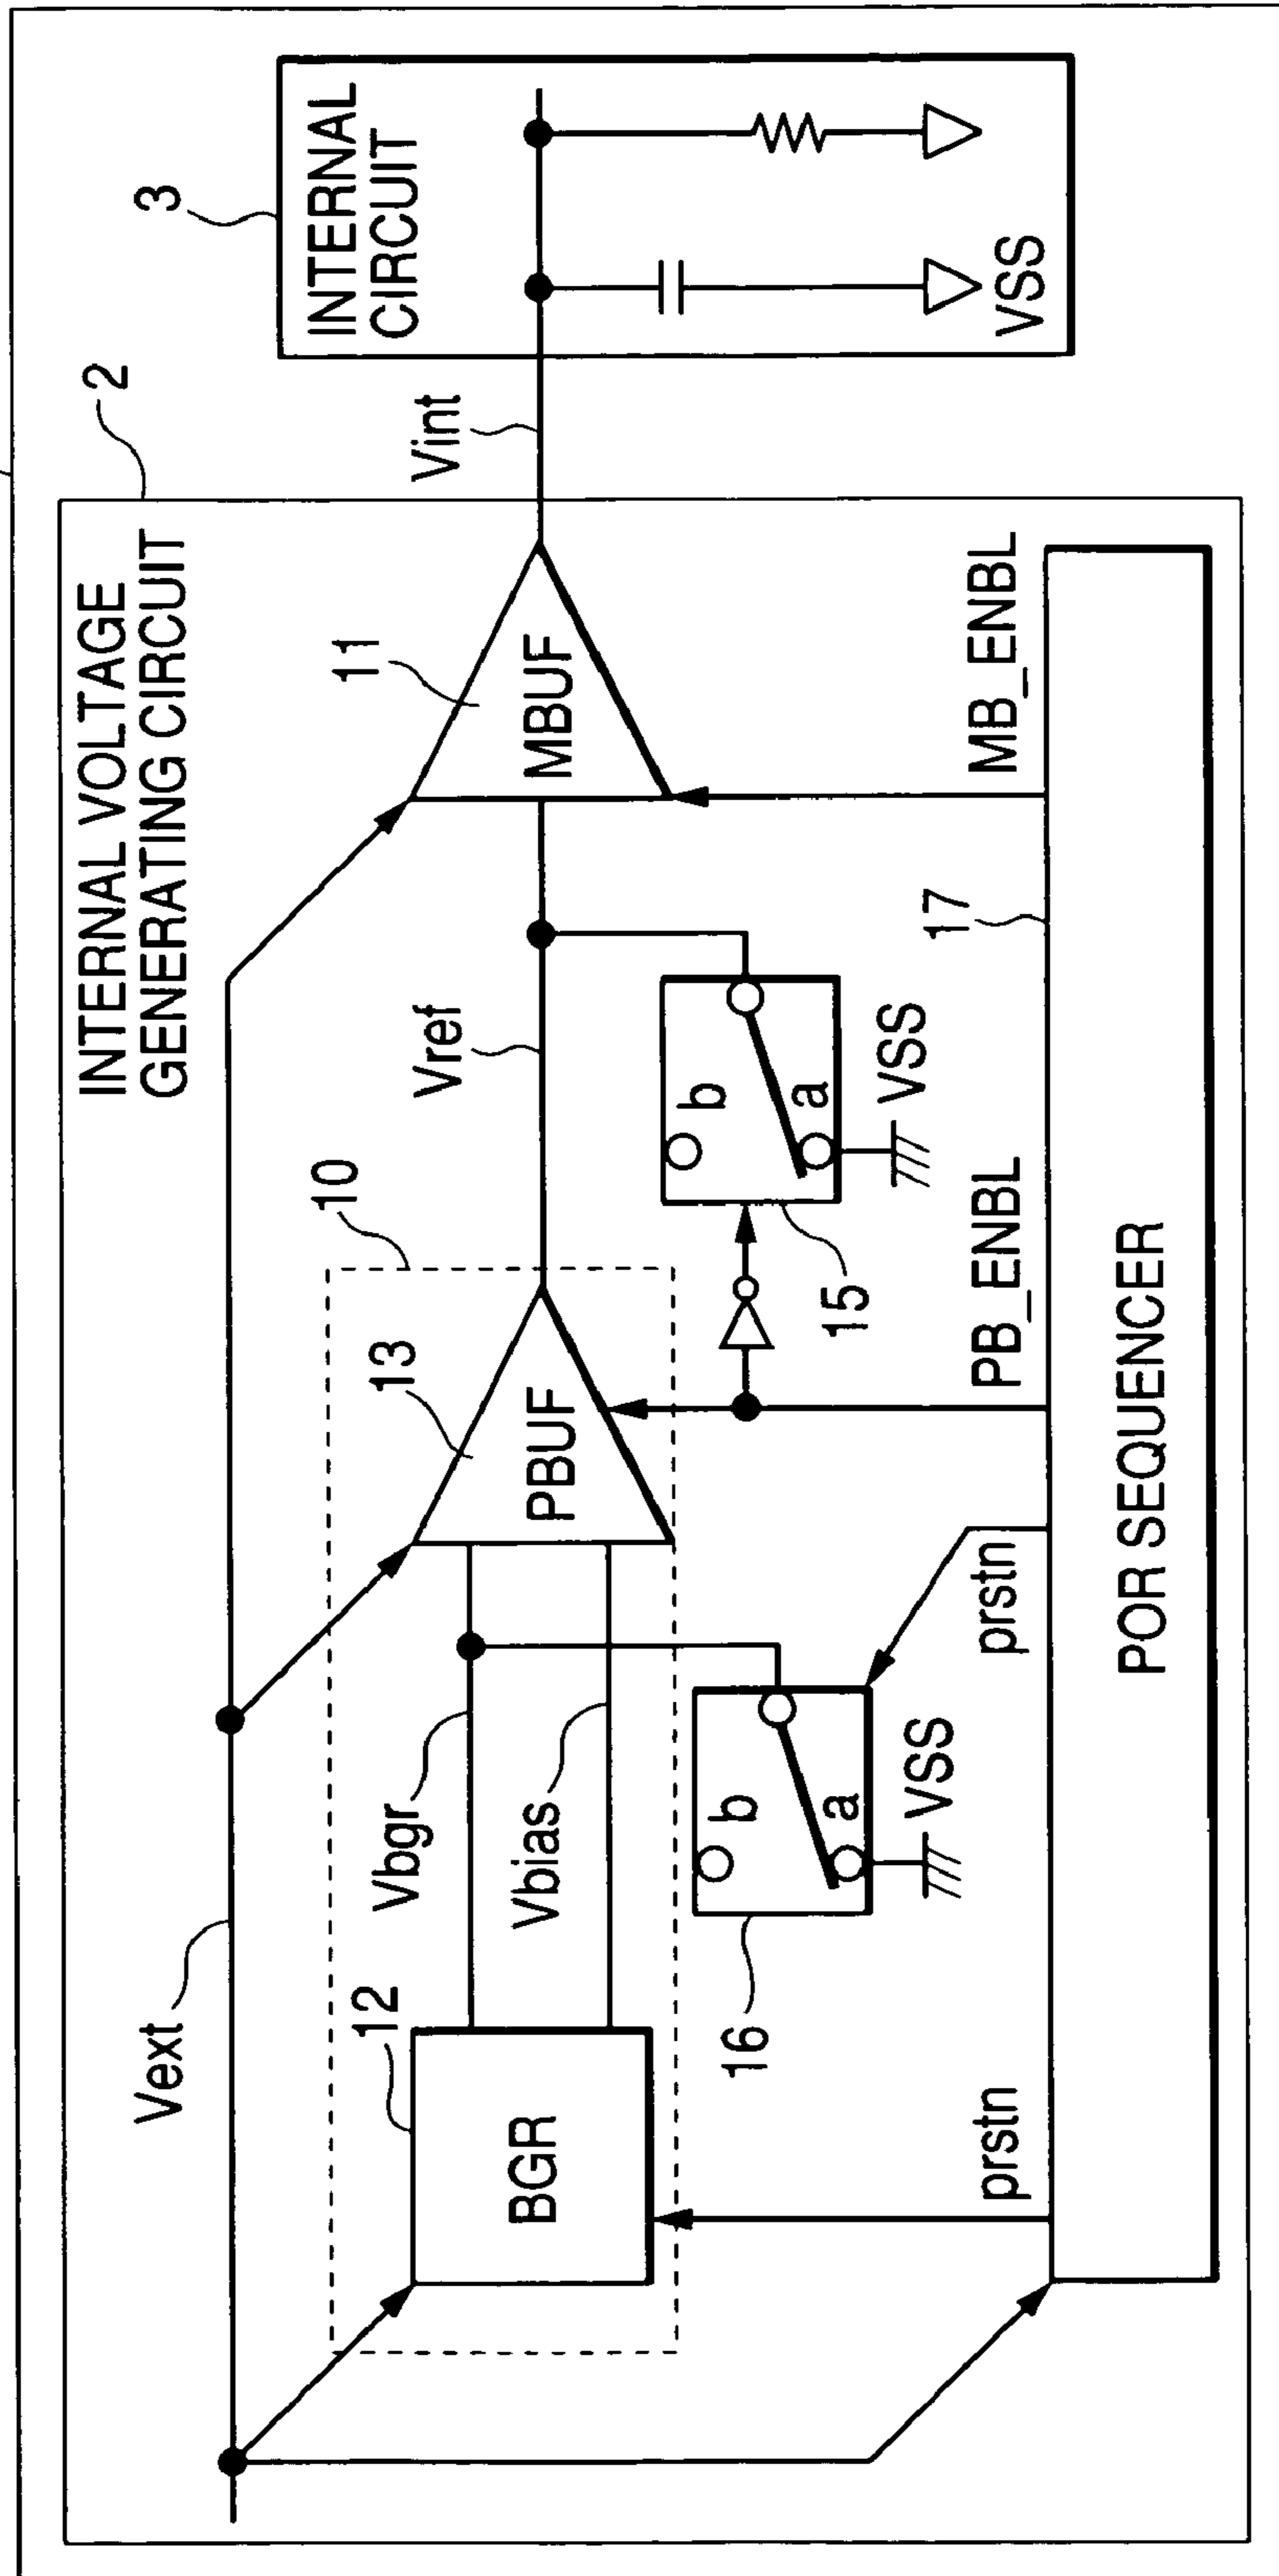 INTERNAL VOLTAGE
GENERATING CIRCUIT
2
3
INTERNAL
CIRCUIT
Vext
10
11
12
13
Vbgr
Vbias
Vref
Vint
BGR
PBUF
MBUF
b
a
VSS
16
b
a
VSS
15
VSS
prstn
prstn
PB_ENBL
17
MB_ENBL
POR SEQUENCER